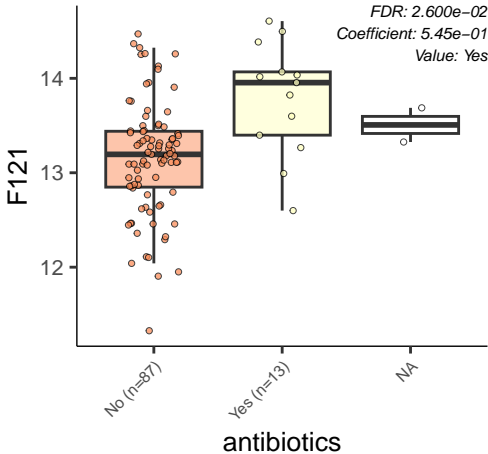 FDR: 2.600e−02
Coefficient: 5.45e−01
Value: Yes
14
13
12
F121
No (n=87)
Yes (n=13)
NA
antibiotics